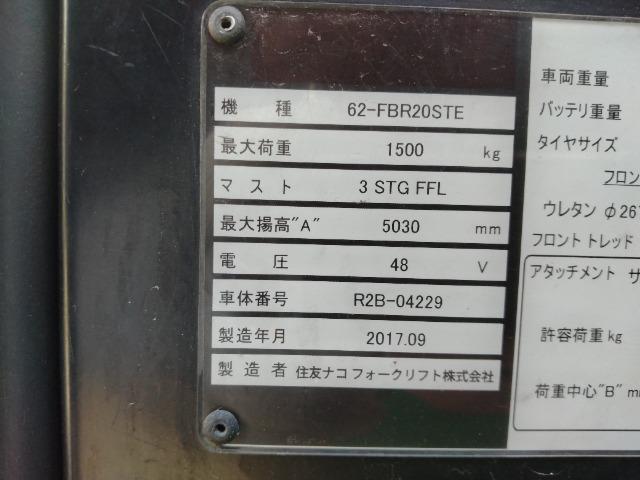 機 種 62-FBR20STE
最大荷重 1500 kg
マ ス ト 3 STG FFL
最大揚高"A" 5030 mm
電 圧 48 V
車体番号 R2B-04229
製造年月 2017.09
製 造 者 住友ナコ フォークリフト株式会社
車両重量
バッテリ重量
タイヤサイズ
フロン
ウレタン φ267
フロント トレッド
アタッチメント サ
許容荷重 kg
荷重中心"B" m